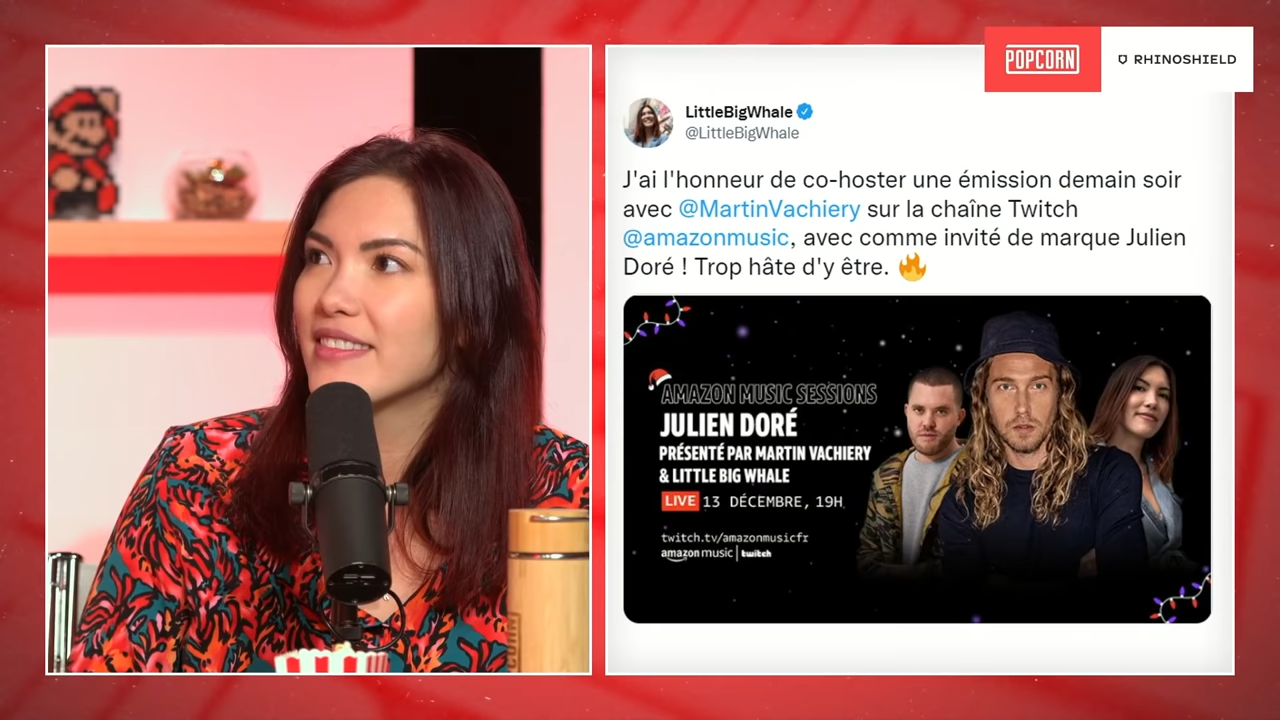 POPCORN
RHINOSHIELD
LittleBigWhale
@LittleBigWhale
J'ai l'honneur de co-hoster une émission demain soir
avec @MartinVachiery sur la chaîne Twitch
@amazonmusic, avec comme invité de marque Julien
Doré ! Trop hâte d'y être. 🔥
AMAZON MUSIC SESSIONS
JULIEN DORÉ
PRÉSENTÉ PAR MARTIN VACHIERY
& LITTLE BIG WHALE
LIVE 13 DÉCEMBRE, 19H
twitch.tv/amazonmusicfr
amazon music | twitch